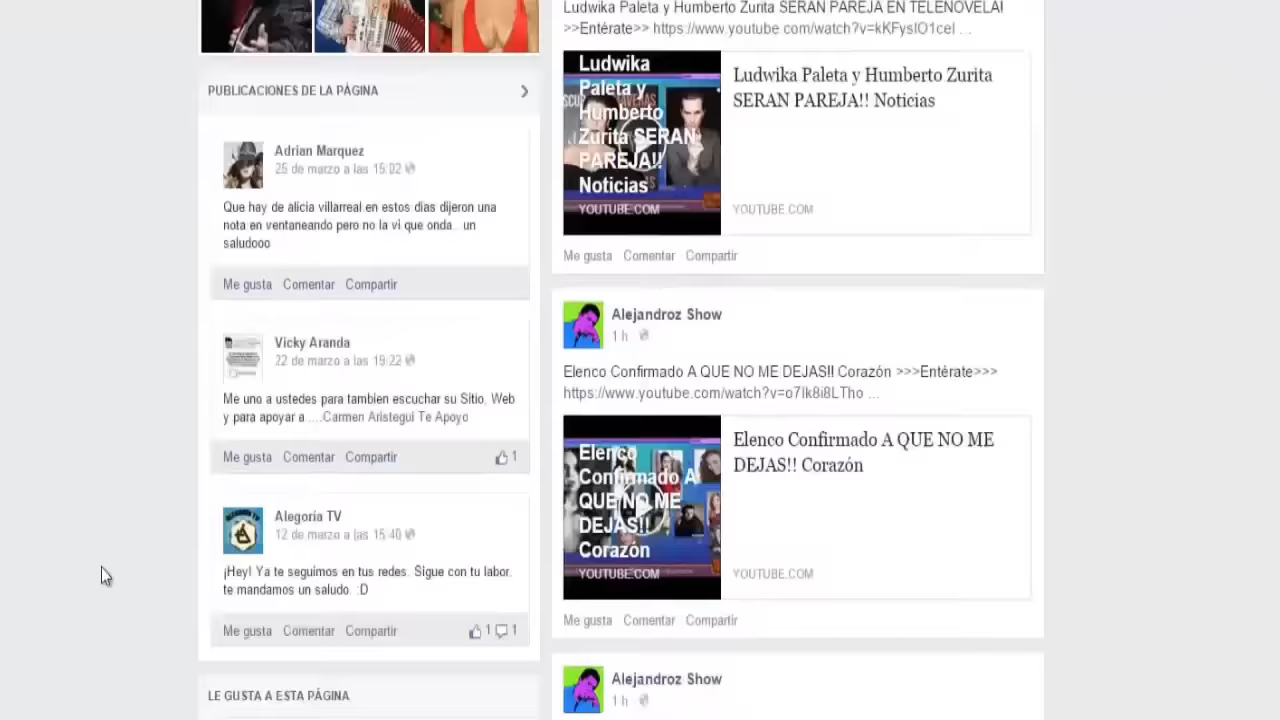 PUBLICACIONES DE LA PÁGINA
Adrian Marquez
25 de marzo a las 15:02
Que hay de alicia villarreal en estos dias dijeron una
nota en ventaneando pero no la vi que onda.. un
saludooo
Me gusta Comentar Compartir
Vicky Aranda
22 de marzo a las 19:22
Me uno a ustedes para tambien escuchar su Sitio, Web
y para apoyar a ....Carmen Aristegui Te Apoyo
Me gusta Comentar Compartir 1
Alegoría TV
12 de marzo a las 15:40
¡Hey! Ya te seguimos en tus redes. Sigue con tu labor,
te mandamos un saludo. :D
Me gusta Comentar Compartir 1 1
LE GUSTA A ESTA PÁGINA
Ludwika Paleta y Humberto Zurita SERAN PAREJA EN TELENOVELA!
>>Entérate>> https://www.youtube.com/watch?v=kKFysIO1ceI ...
Ludwika
Paleta y
Humberto
Zurita SERAN
PAREJA!!
Noticias
YOUTUBE.COM
Ludwika Paleta y Humberto Zurita
SERAN PAREJA!! Noticias
YOUTUBE.COM
Me gusta Comentar Compartir
Alejandroz Show
1 h
Elenco Confirmado A QUE NO ME DEJAS!! Corazón >>>Entérate>>>
https://www.youtube.com/watch?v=o7Ik8i8LTho ...
Elenco
Confirmado A
QUE NO ME
DEJAS!!
Corazón
YOUTUBE.COM
Elenco Confirmado A QUE NO ME
DEJAS!! Corazón
YOUTUBE.COM
Me gusta Comentar Compartir
Alejandroz Show
1 h